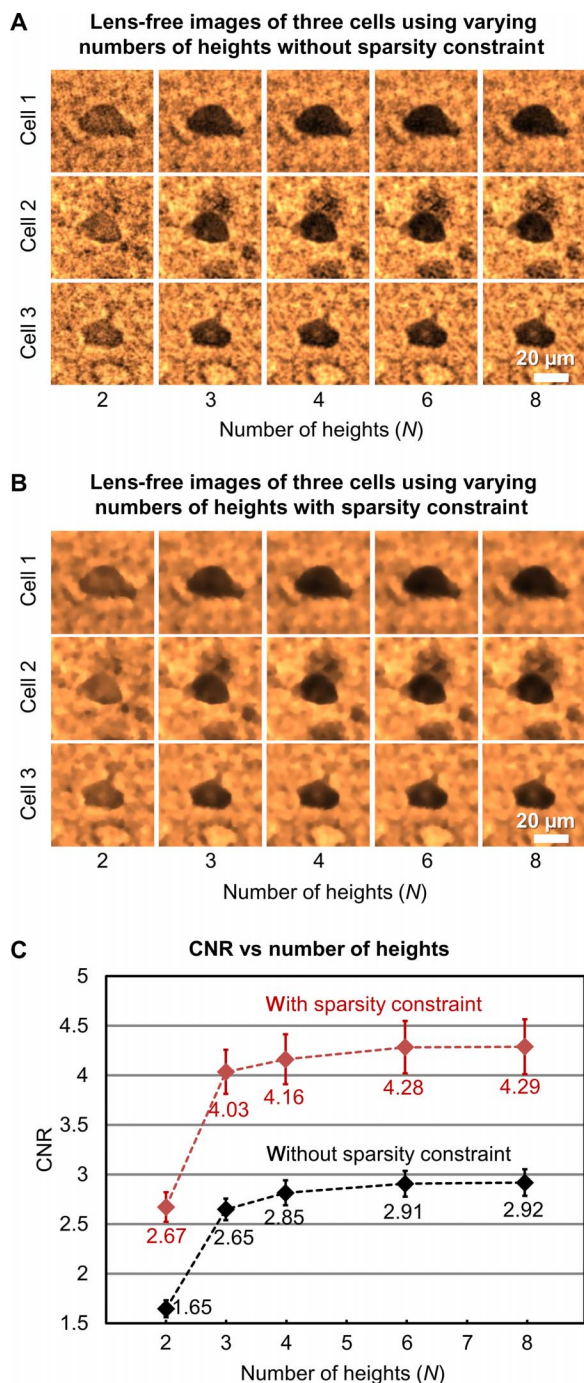 A
Lens-free images of three cells using varying
numbers of heights without sparsity constraint
Cell 1
Cell 2
Cell 3
20 µm
2 3 4 6 8
Number of heights (N)
B
Lens-free images of three cells using varying
numbers of heights with sparsity constraint
Cell 1
Cell 2
Cell 3
20 µm
2 3 4 6 8
Number of heights (N)
C
CNR vs number of heights
5
4.5
4
3.5
3
2.5
2
1.5
CNR
With sparsity constraint
2.67
4.03
4.16
4.28
4.29
Without sparsity constraint
1.65
2.65
2.85
2.91
2.92
2 3 4 5 6 7 8
Number of heights (N)